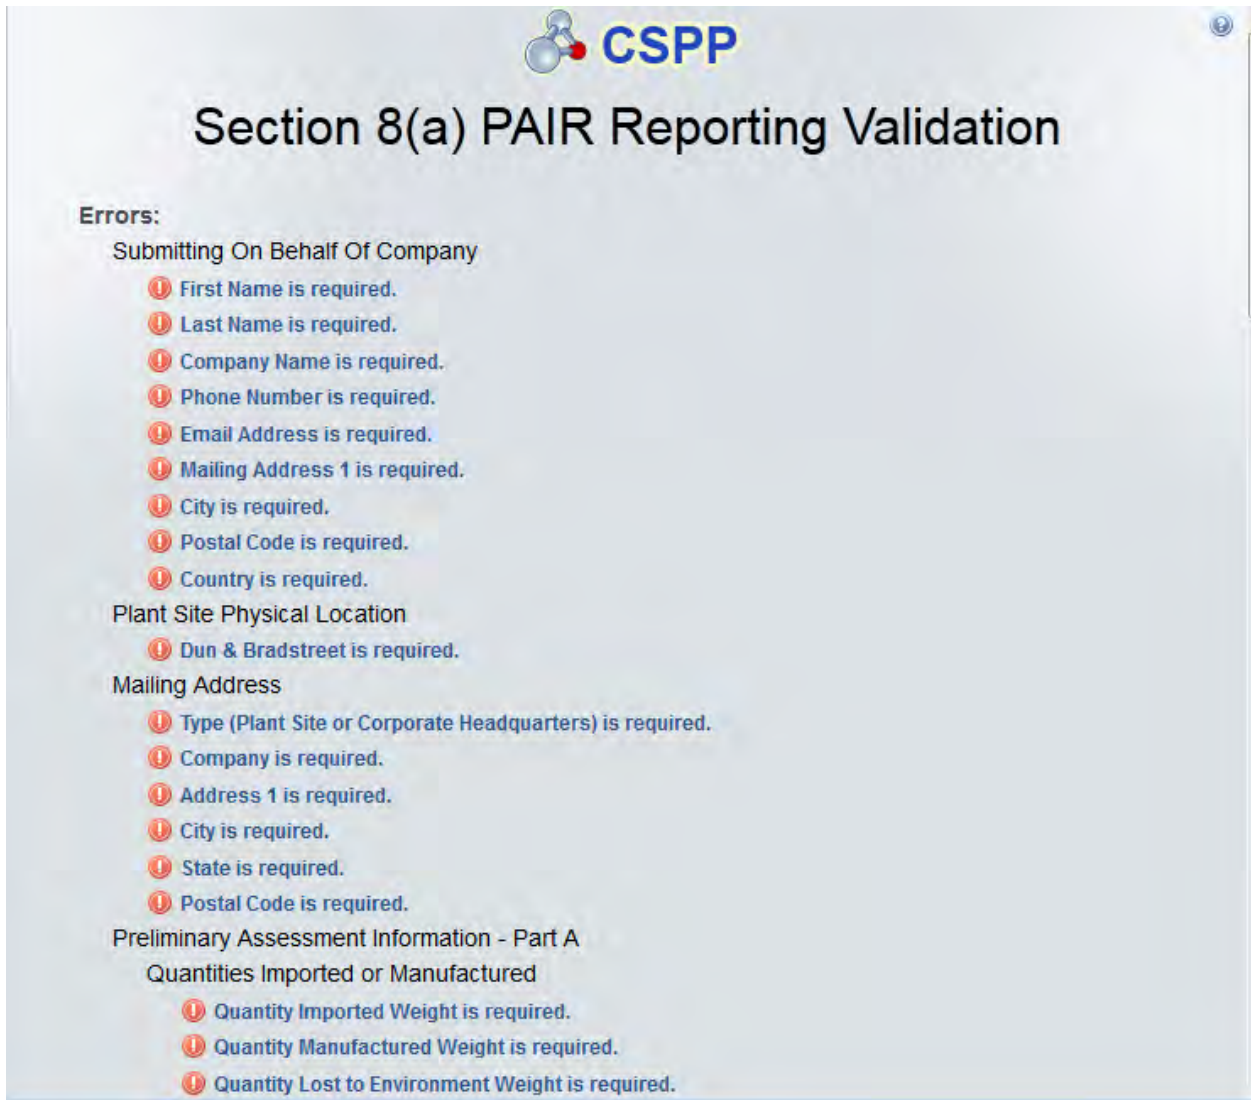 CSPP
Section 8(a) PAIR Reporting Validation
Errors:
Submitting On Behalf Of Company
First Name is required.
Last Name is required.
Company Name is required.
Phone Number is required.
Email Address is required.
Mailing Address 1 is required.
City is required.
Postal Code is required.
Country is required.
Plant Site Physical Location
Dun & Bradstreet is required.
Mailing Address
Type (Plant Site or Corporate Headquarters) is required.
Company is required.
Address 1 is required.
City is required.
State is required.
Postal Code is required.
Preliminary Assessment Information - Part A
Quantities Imported or Manufactured
Quantity Imported Weight is required.
Quantity Manufactured Weight is required.
Quantity Lost to Environment Weight is required.